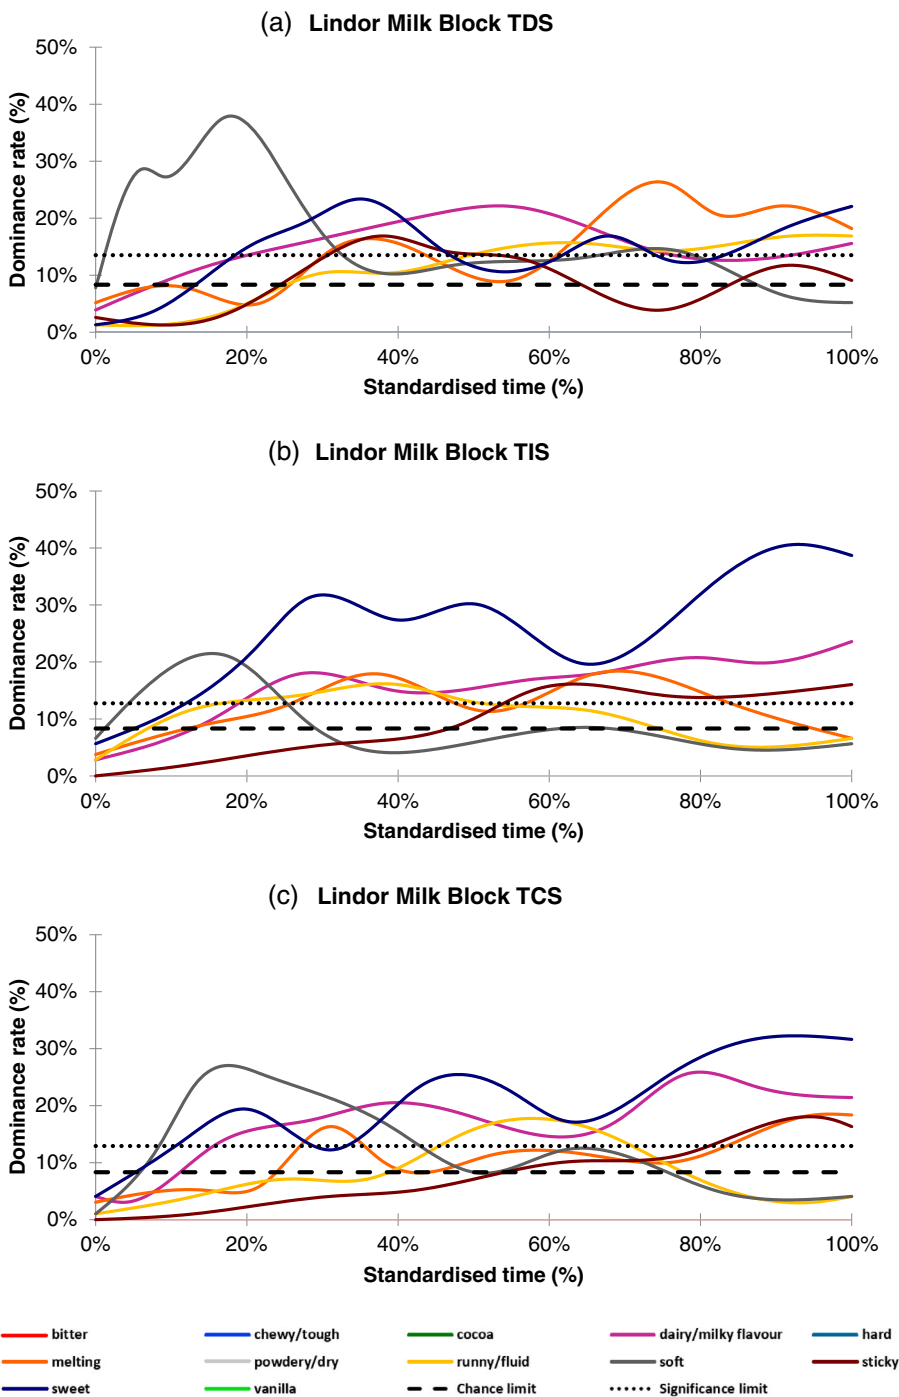 (a) Lindor Milk Block TDS
50%
40%
30%
20%
10%
0%
Dominance rate (%)
0% 20% 40% 60% 80% 100%
Standardised time (%)
(b) Lindor Milk Block TIS
50%
40%
30%
20%
10%
0%
Dominance rate (%)
0% 20% 40% 60% 80% 100%
Standardised time (%)
(c) Lindor Milk Block TCS
50%
40%
30%
20%
10%
0%
Dominance rate (%)
0% 20% 40% 60% 80% 100%
Standardised time (%)
bitter chewy/tough cocoa dairy/milky flavour hard
melting powdery/dry runny/fluid soft sticky
sweet vanilla Chance limit Significance limit